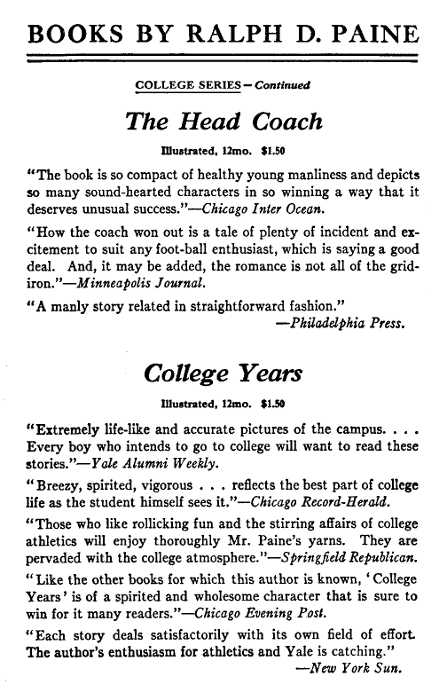 BOOKS BY RALPH D. PAINE
COLLEGE SERIES—Continued
The Head Coach
Illustrated, 12mo. $1.50
"The book is so compact of healthy young manliness and depicts
so many sound-hearted characters in so winning a way that it
deserves unusual success."—Chicago Inter Ocean.
"How the coach won out is a tale of plenty of incident and ex-
citement to suit any foot-ball enthusiast, which is saying a good
deal. And, it may be added, the romance is not all of the grid-
iron."—Minneapolis Journal.
"A manly story related in straightforward fashion."
—Philadelphia Press.
College Years
Illustrated, 12mo. $1.50
"Extremely life-like and accurate pictures of the campus. . . .
Every boy who intends to go to college will want to read these
stories."—Yale Alumni Weekly.
"Breezy, spirited, vigorous . . . reflects the best part of college
life as the student himself sees it."—Chicago Record-Herald.
"Those who like rollicking fun and the stirring affairs of college
athletics will enjoy thoroughly Mr. Paine's yarns. They are
pervaded with the college atmosphere."—Springfield Republican.
"Like the other books for which this author is known, 'College
Years' is of a spirited and wholesome character that is sure to
win for it many readers."—Chicago Evening Post.
"Each story deals satisfactorily with its own field of effort.
The author's enthusiasm for athletics and Yale is catching."
—New York Sun.